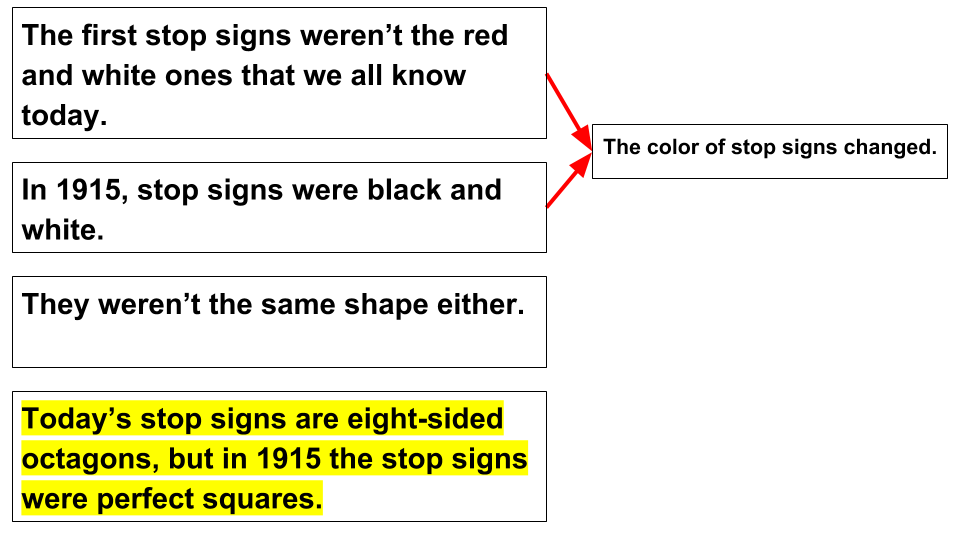 The first stop signs weren’t the red
and white ones that we all know
today.
The color of stop signs changed.
In 1915, stop signs were black and
white.
They weren’t the same shape either.
Today’s stop signs are eight-sided
octagons, but in 1915 the stop signs
were perfect squares.